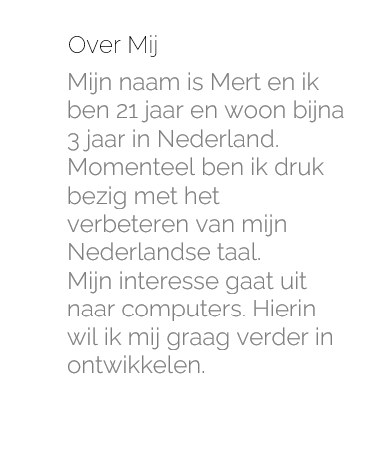 Over Mij
Mijn naam is Mert en ik
ben 21 jaar en woon bijna
3 jaar in Nederland.
Momenteel ben ik druk
bezig met het
verbeteren van mijn
Nederlandse taal.
Mijn interesse gaat uit
naar computers. Hierin
wil ik mij graag verder in
ontwikkelen.